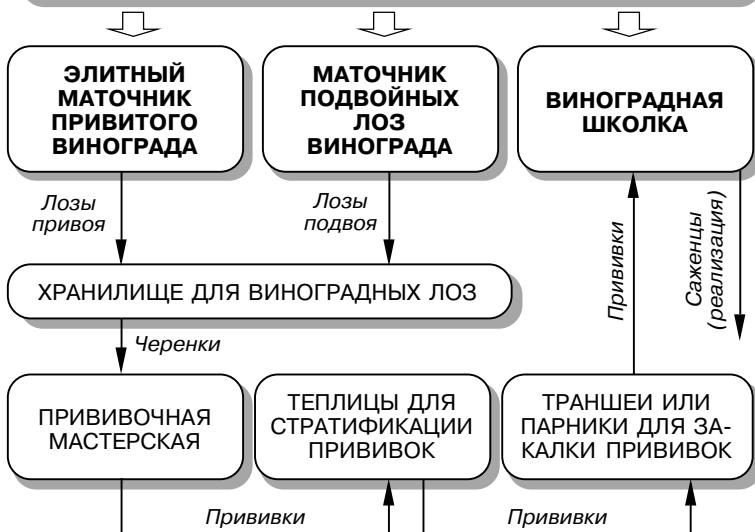 ЭЛИТНЫЙ
МАТОЧНИК
ПРИВИТОГО
ВИНОГРАДА
МАТОЧНИК
ПОДВОЙНЫХ
ЛОЗ
ВИНОГРАДА
ВИНОГРАДНАЯ
ШКОЛКА
Лозы
привоя
Лозы
подвоя
Прививки
Саженцы
(реализация)
ХРАНИЛИЩЕ ДЛЯ ВИНОГРАДНЫХ ЛОЗ
Черенки
ПРИВИВОЧНАЯ
МАСТЕРСКАЯ
ТЕПЛИЦЫ ДЛЯ
СТРАТИФИКАЦИИ
ПРИВИВОК
ТРАНШЕИ ИЛИ
ПАРНИКИ ДЛЯ ЗА-
КАЛКИ ПРИВИВОК
Прививки
Прививки